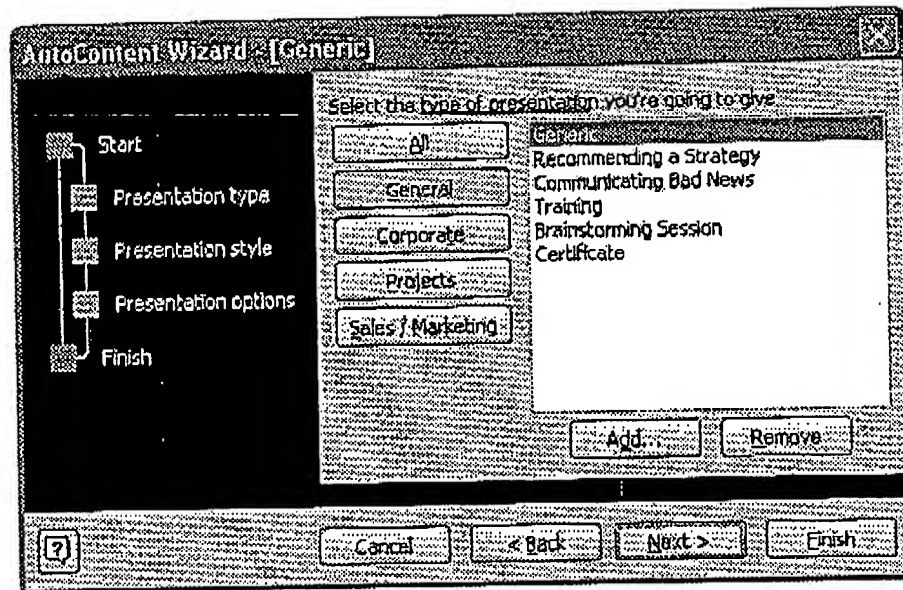 AutoContent Wizard - [Generic]
Select the type of presentation you're going to give
Start
Presentation type
Presentation style
Presentation options
Finish
All
General
Corporate
Projects
Sales / Marketing
Generic
Recommending a Strategy
Communicating Bad News
Training
Brainstorming Session
Certificate
Add...
Remove
?
Cancel
< Back
Next >
Finish